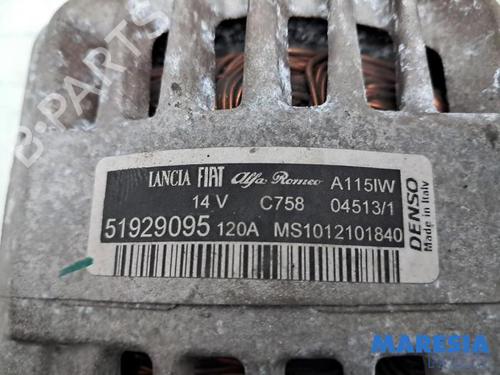 LANCIA FIAT Alfa Romeo A115IW
14 V C758 04513/1
51929095 120A MS1012101840
DENSO
Made in Italy
B-PARTS
MARESIA